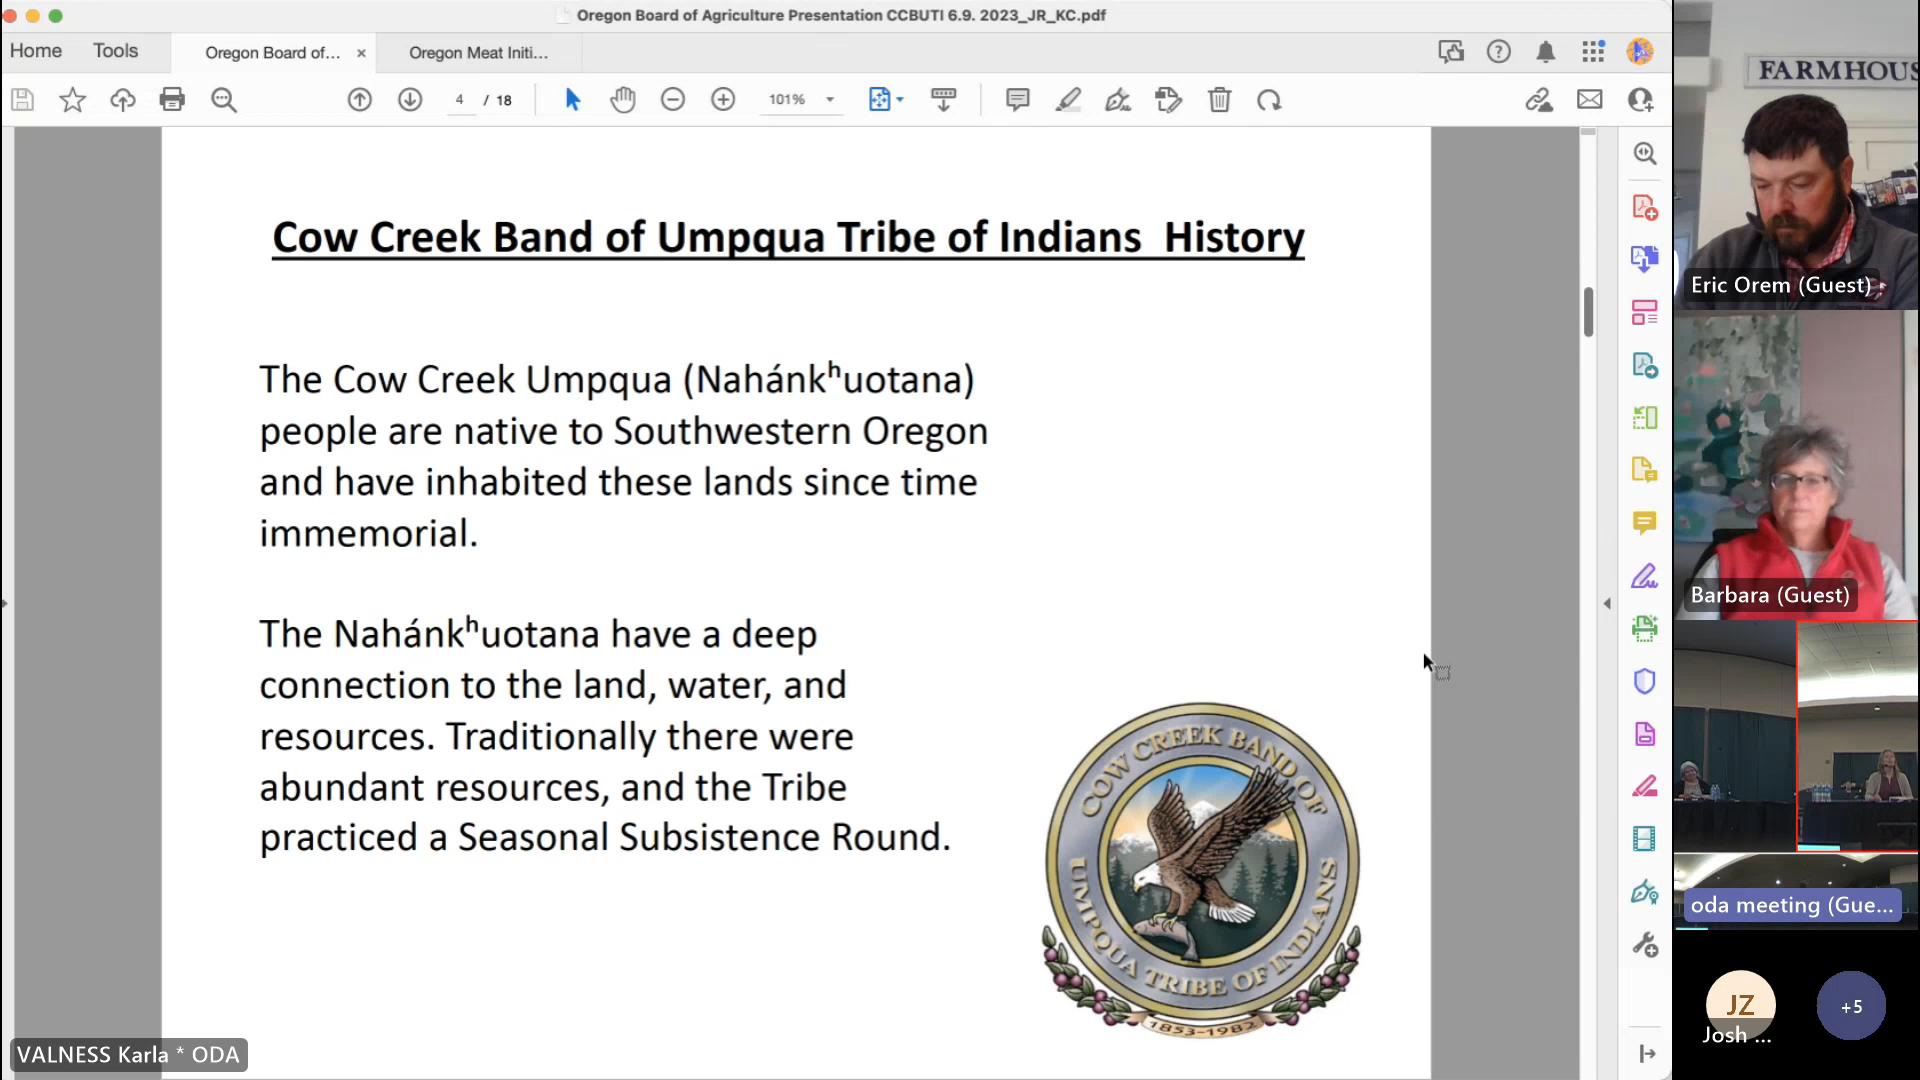 Oregon Board of Agriculture Presentation CCBUTI 6.9. 2023_JR_KC.pdf
Home
Tools
Oregon Board of...
Oregon Meat Initi...
4 / 18
101%
Cow Creek Band of Umpqua Tribe of Indians History
The Cow Creek Umpqua (Nahánkʰuotana)
people are native to Southwestern Oregon
and have inhabited these lands since time
immemorial.
The Nahánkʰuotana have a deep
connection to the land, water, and
resources. Traditionally there were
abundant resources, and the Tribe
practiced a Seasonal Subsistence Round.
COW CREEK BAND OF
UMPQUA TRIBE OF INDIANS
1853-1982
VALNESS Karla * ODA
FARMHOUS
Eric Orem (Guest)
Barbara (Guest)
oda meeting (Gue...
JZ
Josh ...
+5